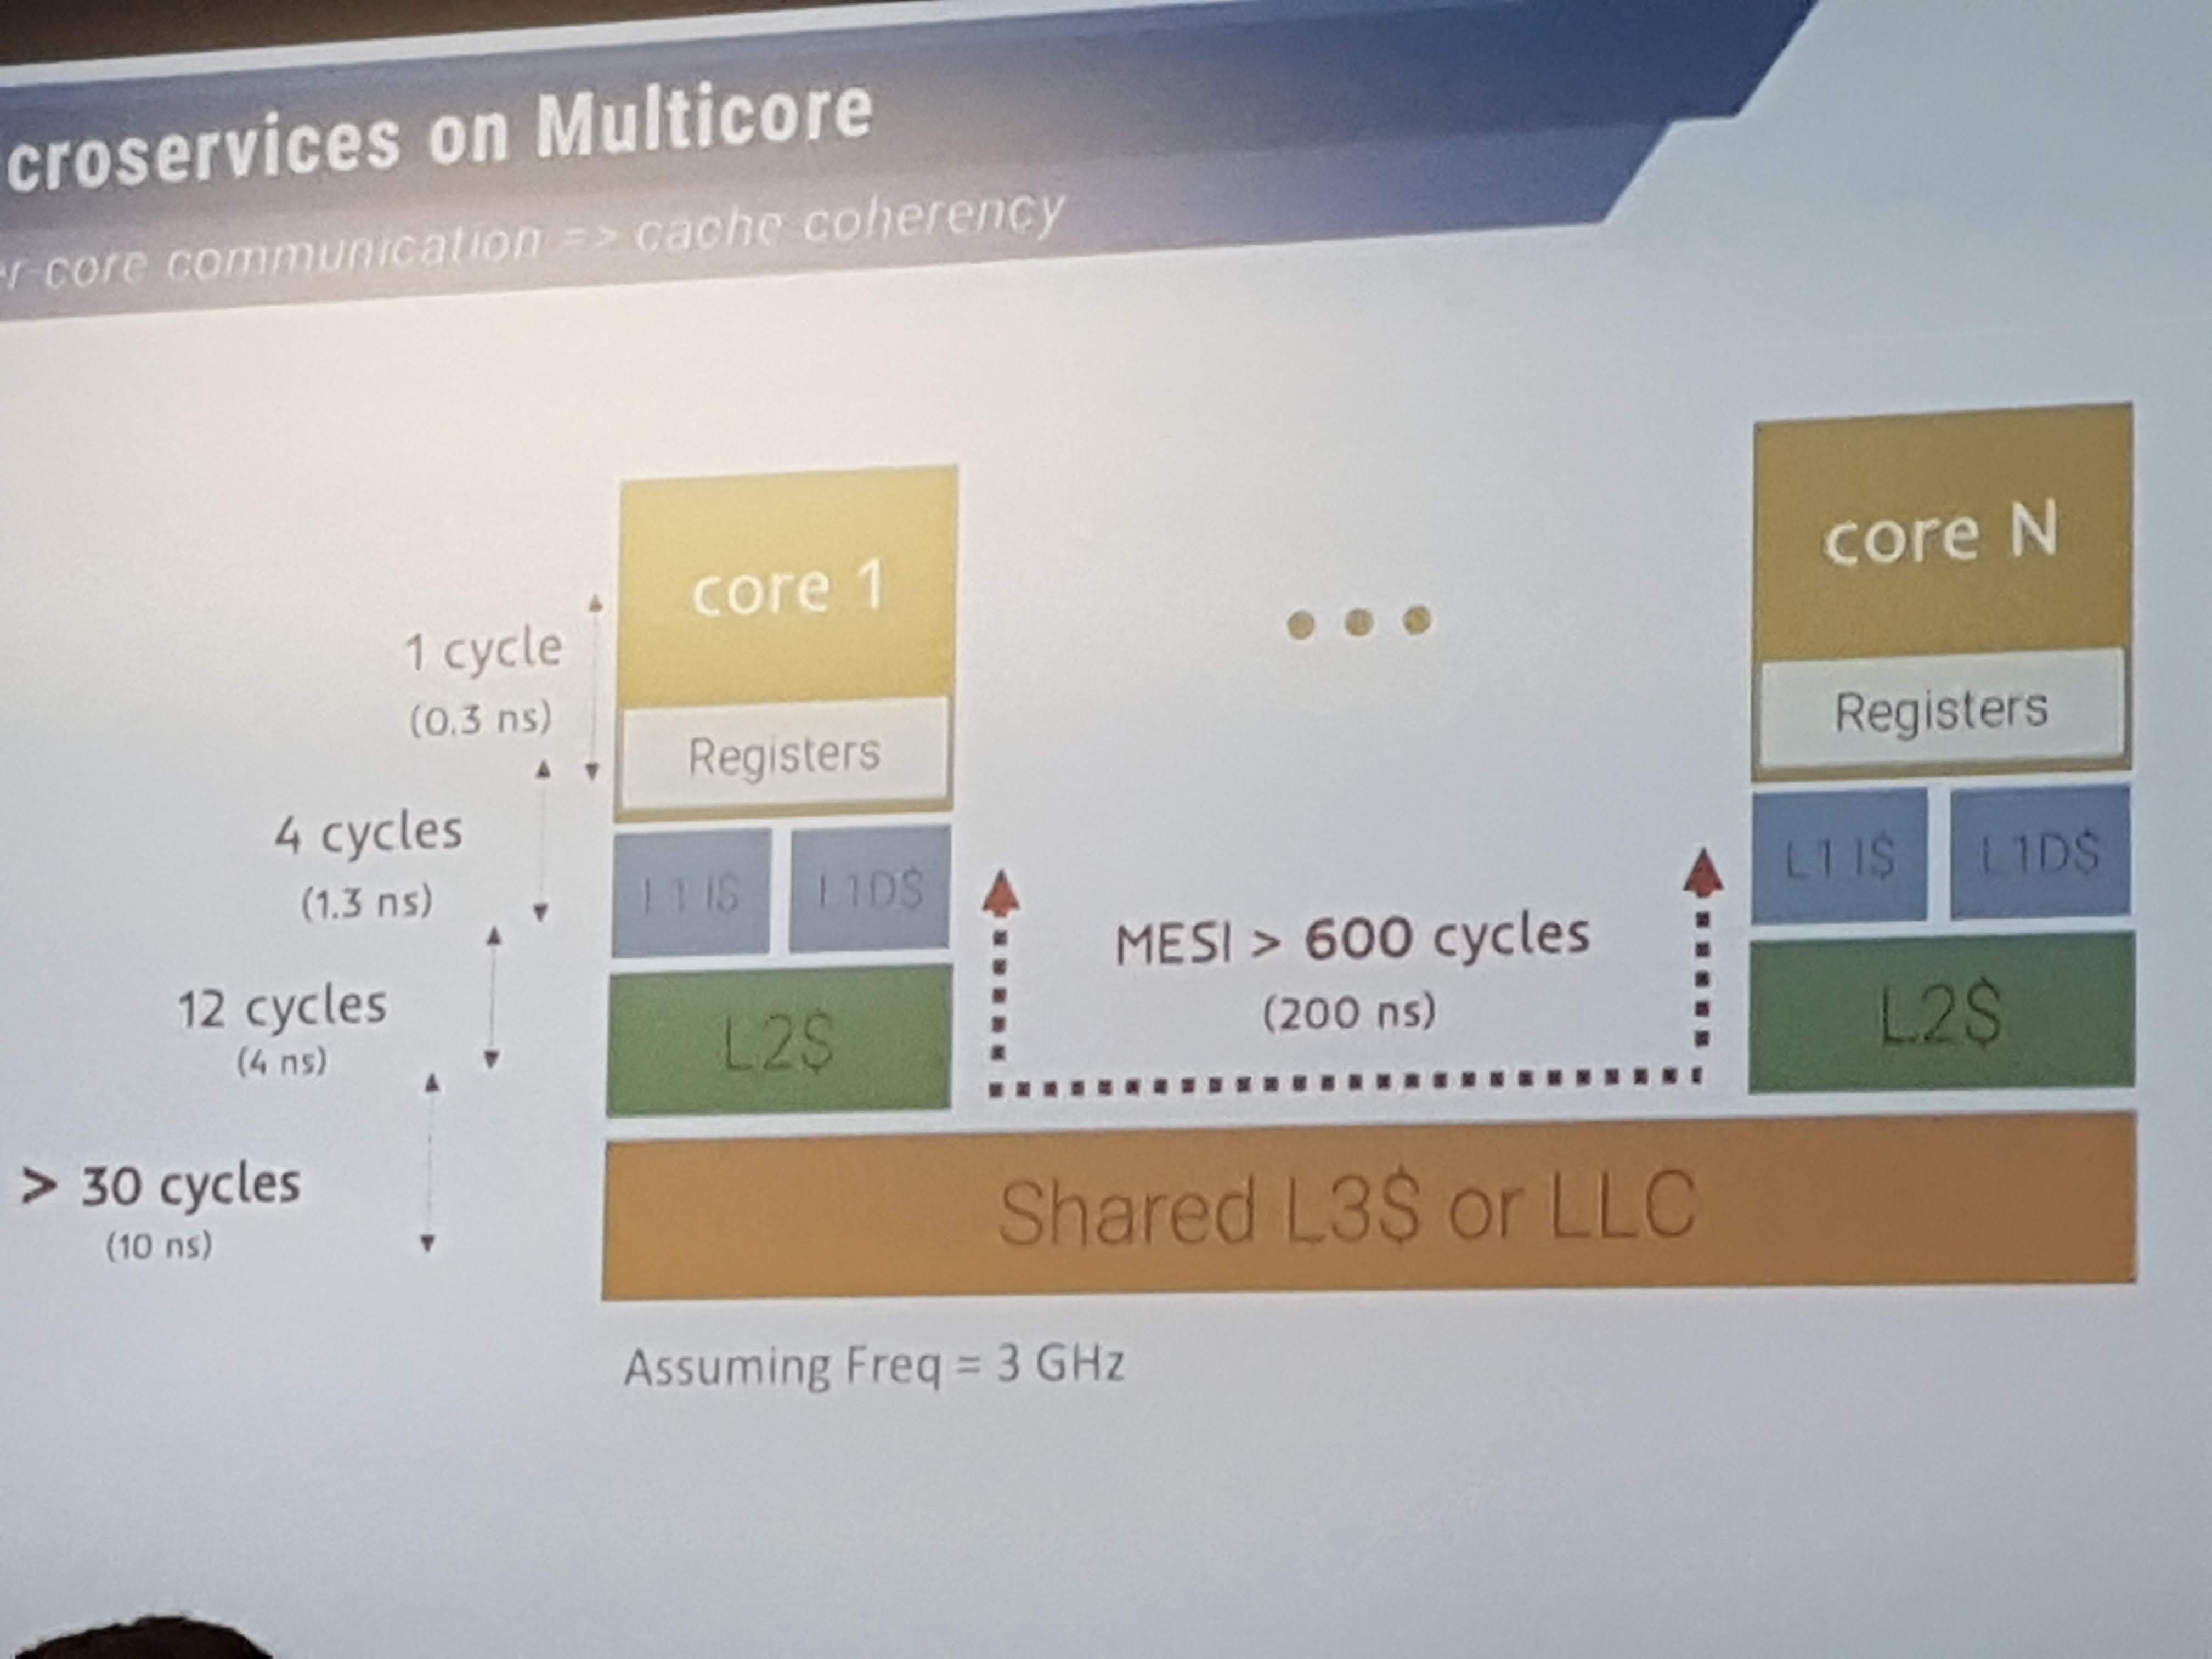 croservices on Multicore
r-core communication => cache coherency
core 1
core N
1 cycle
(0.3 ns)
Registers
Registers
4 cycles
(1.3 ns)
L1I$ L1D$
L1I$ L1D$
MESI > 600 cycles
(200 ns)
12 cycles
(4 ns)
L2$
L2$
> 30 cycles
(10 ns)
Shared L3$ or LLC
Assuming Freq = 3 GHz